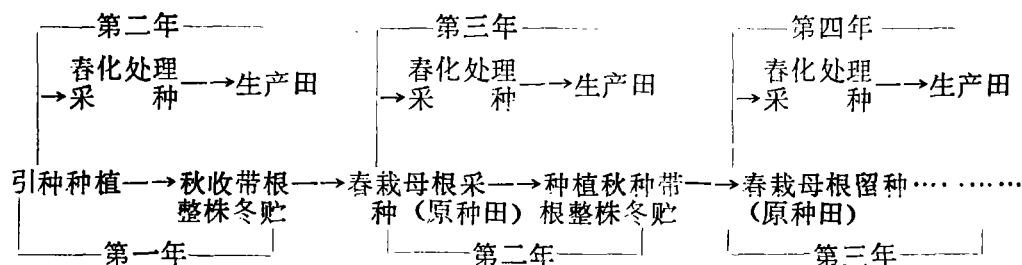 第二年 第三年 第四年
春化处理 春化处理 春化处理
采 种 生产田 采 种 生产田 采 种 生产田
引种种植 秋收带根 春栽母根采 种植秋种带 春栽母根留种…………
整株冬贮 种（原种田） 根整株冬贮 （原种田）
第一年 第二年 第三年